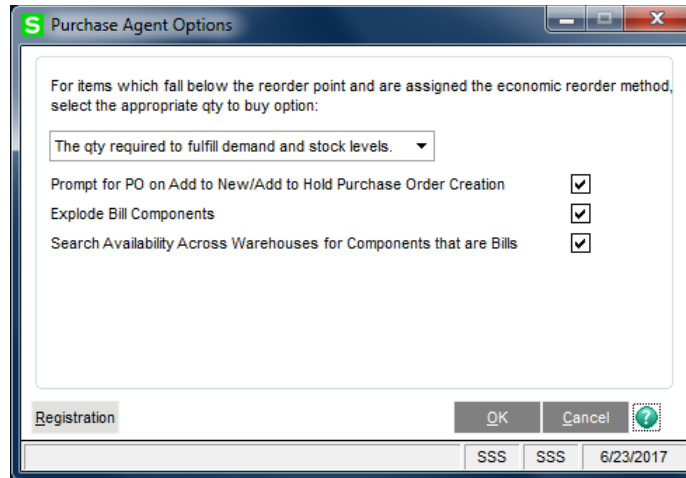 S Purchase Agent Options
For items which fall below the reorder point and are assigned the economic reorder method,
select the appropriate qty to buy option:
The qty required to fulfill demand and stock levels.
Prompt for PO on Add to New/Add to Hold Purchase Order Creation
Explode Bill Components
Search Availability Across Warehouses for Components that are Bills
Registration OK Cancel ?
SSS SSS 6/23/2017